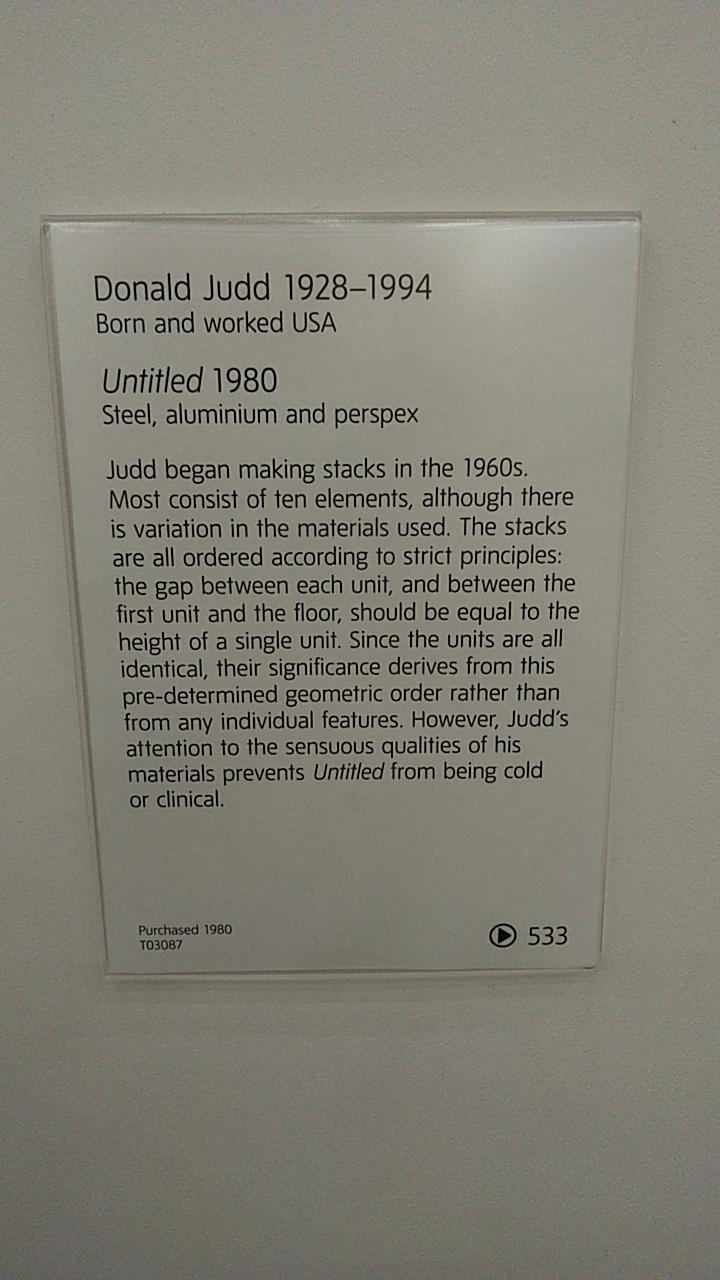 Donald Judd 1928–1994
Born and worked USA
Untitled 1980
Steel, aluminium and perspex
Judd began making stacks in the 1960s.
Most consist of ten elements, although there
is variation in the materials used. The stacks
are all ordered according to strict principles:
the gap between each unit, and between the
first unit and the floor, should be equal to the
height of a single unit. Since the units are all
identical, their significance derives from this
pre-determined geometric order rather than
from any individual features. However, Judd's
attention to the sensuous qualities of his
materials prevents Untitled from being cold
or clinical.
Purchased 1980
T03087
533